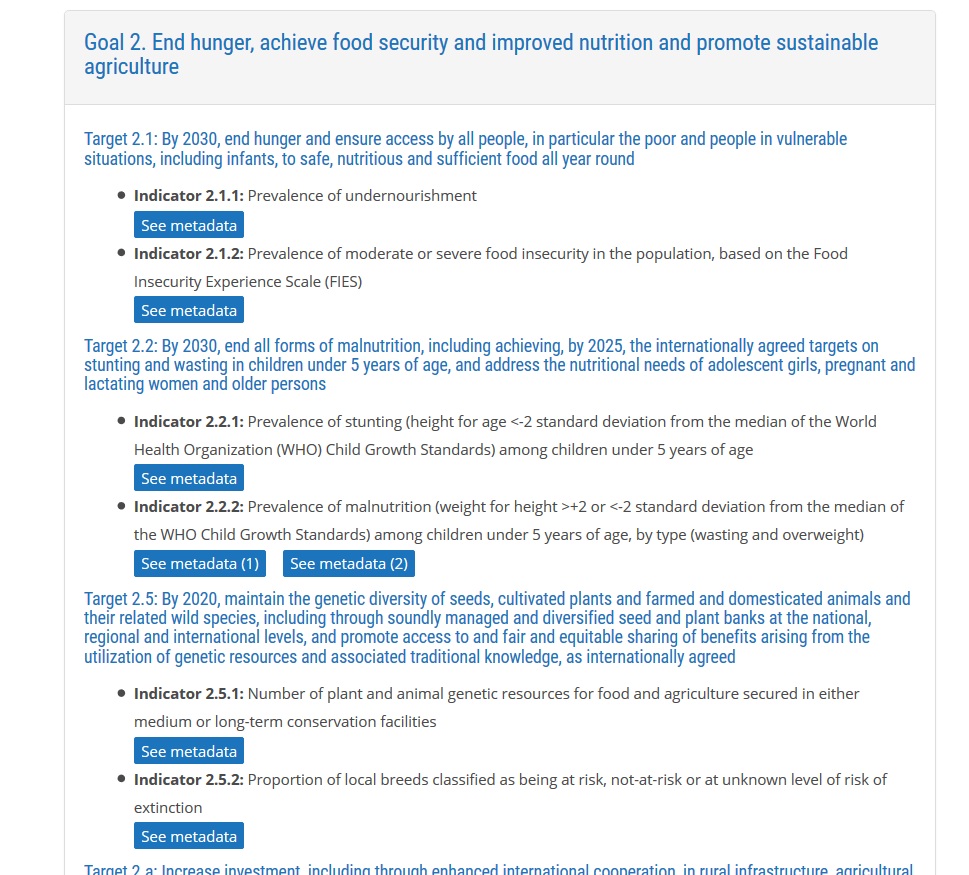 Goal 2. End hunger, achieve food security and improved nutrition and promote sustainable
agriculture
Target 2.1: By 2030, end hunger and ensure access by all people, in particular the poor and people in vulnerable
situations, including infants, to safe, nutritious and sufficient food all year round
• Indicator 2.1.1: Prevalence of undernourishment
See metadata
• Indicator 2.1.2: Prevalence of moderate or severe food insecurity in the population, based on the Food
Insecurity Experience Scale (FIES)
See metadata
Target 2.2: By 2030, end all forms of malnutrition, including achieving, by 2025, the internationally agreed targets on
stunting and wasting in children under 5 years of age, and address the nutritional needs of adolescent girls, pregnant and
lactating women and older persons
• Indicator 2.2.1: Prevalence of stunting (height for age <-2 standard deviation from the median of the World
Health Organization (WHO) Child Growth Standards) among children under 5 years of age
See metadata
• Indicator 2.2.2: Prevalence of malnutrition (weight for height >+2 or <-2 standard deviation from the median of
the WHO Child Growth Standards) among children under 5 years of age, by type (wasting and overweight)
See metadata (1) See metadata (2)
Target 2.5: By 2020, maintain the genetic diversity of seeds, cultivated plants and farmed and domesticated animals and
their related wild species, including through soundly managed and diversified seed and plant banks at the national,
regional and international levels, and promote access to and fair and equitable sharing of benefits arising from the
utilization of genetic resources and associated traditional knowledge, as internationally agreed
• Indicator 2.5.1: Number of plant and animal genetic resources for food and agriculture secured in either
medium or long-term conservation facilities
See metadata
• Indicator 2.5.2: Proportion of local breeds classified as being at risk, not-at-risk or at unknown level of risk of
extinction
See metadata
Target 2.a: Increase investment, including through enhanced international cooperation, in rural infrastructure, agricultural